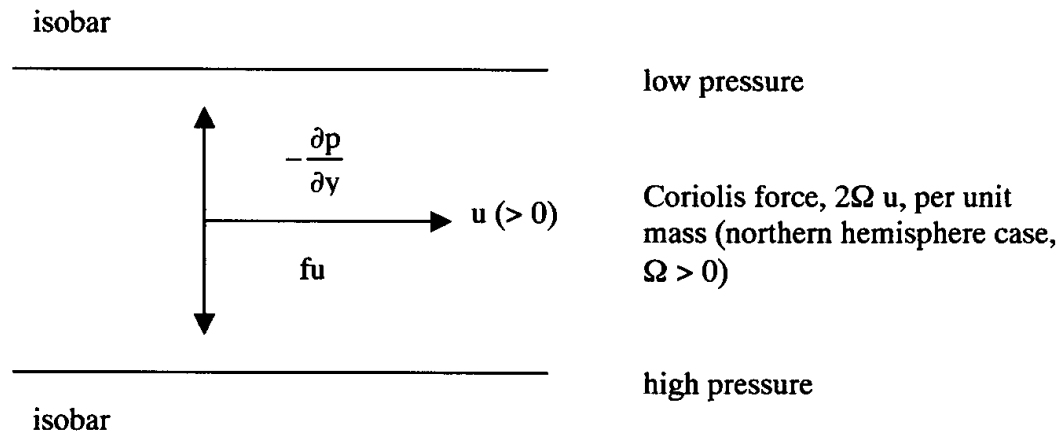 isobar
low pressure
−∂p/∂y
u (> 0)
Coriolis force, 2Ω u, per unit
mass (northern hemisphere case,
Ω > 0)
fu
high pressure
isobar